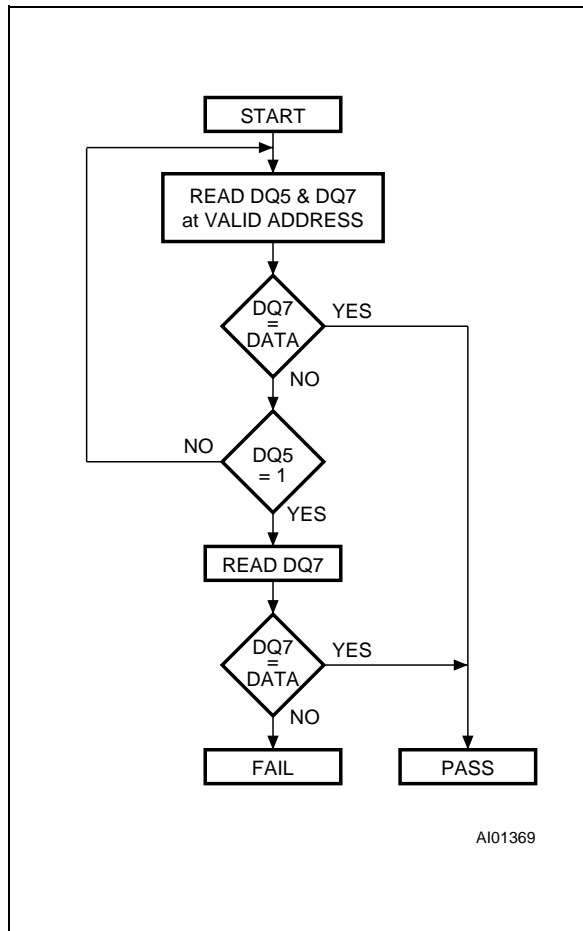 START
READ DQ5 & DQ7
at VALID ADDRESS
DQ7
=
DATA
YES
NO
DQ5
= 1
NO
YES
READ DQ7
DQ7
=
DATA
YES
NO
FAIL
PASS
AI01369